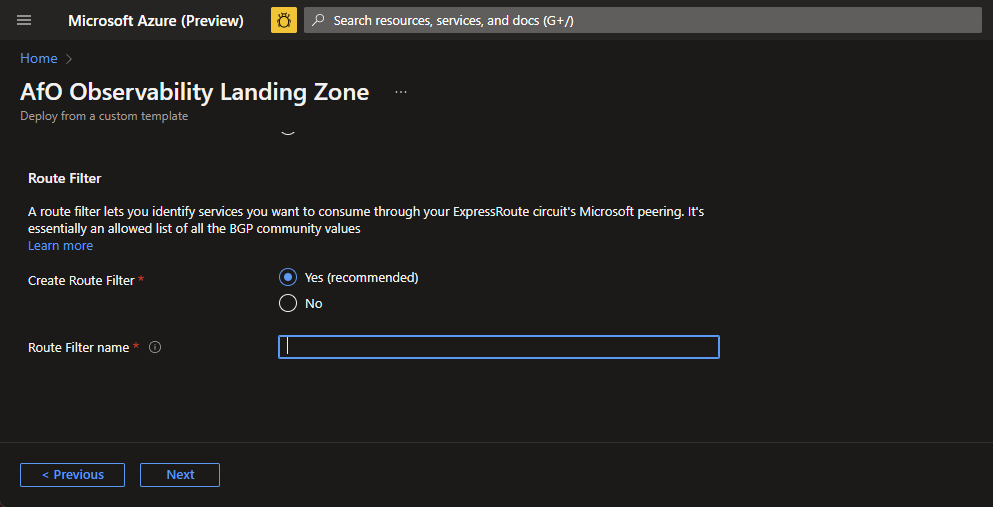 Microsoft Azure (Preview)
Search resources, services, and docs (G+/)
Home
AfO Observability Landing Zone
...
Deploy from a custom template
Route Filter
A route filter lets you identify services you want to consume through your ExpressRoute circuit's Microsoft peering. It's
essentially an allowed list of all the BGP community values
Learn more
Create Route Filter *
Yes (recommended)
No
Route Filter name *
< Previous
Next